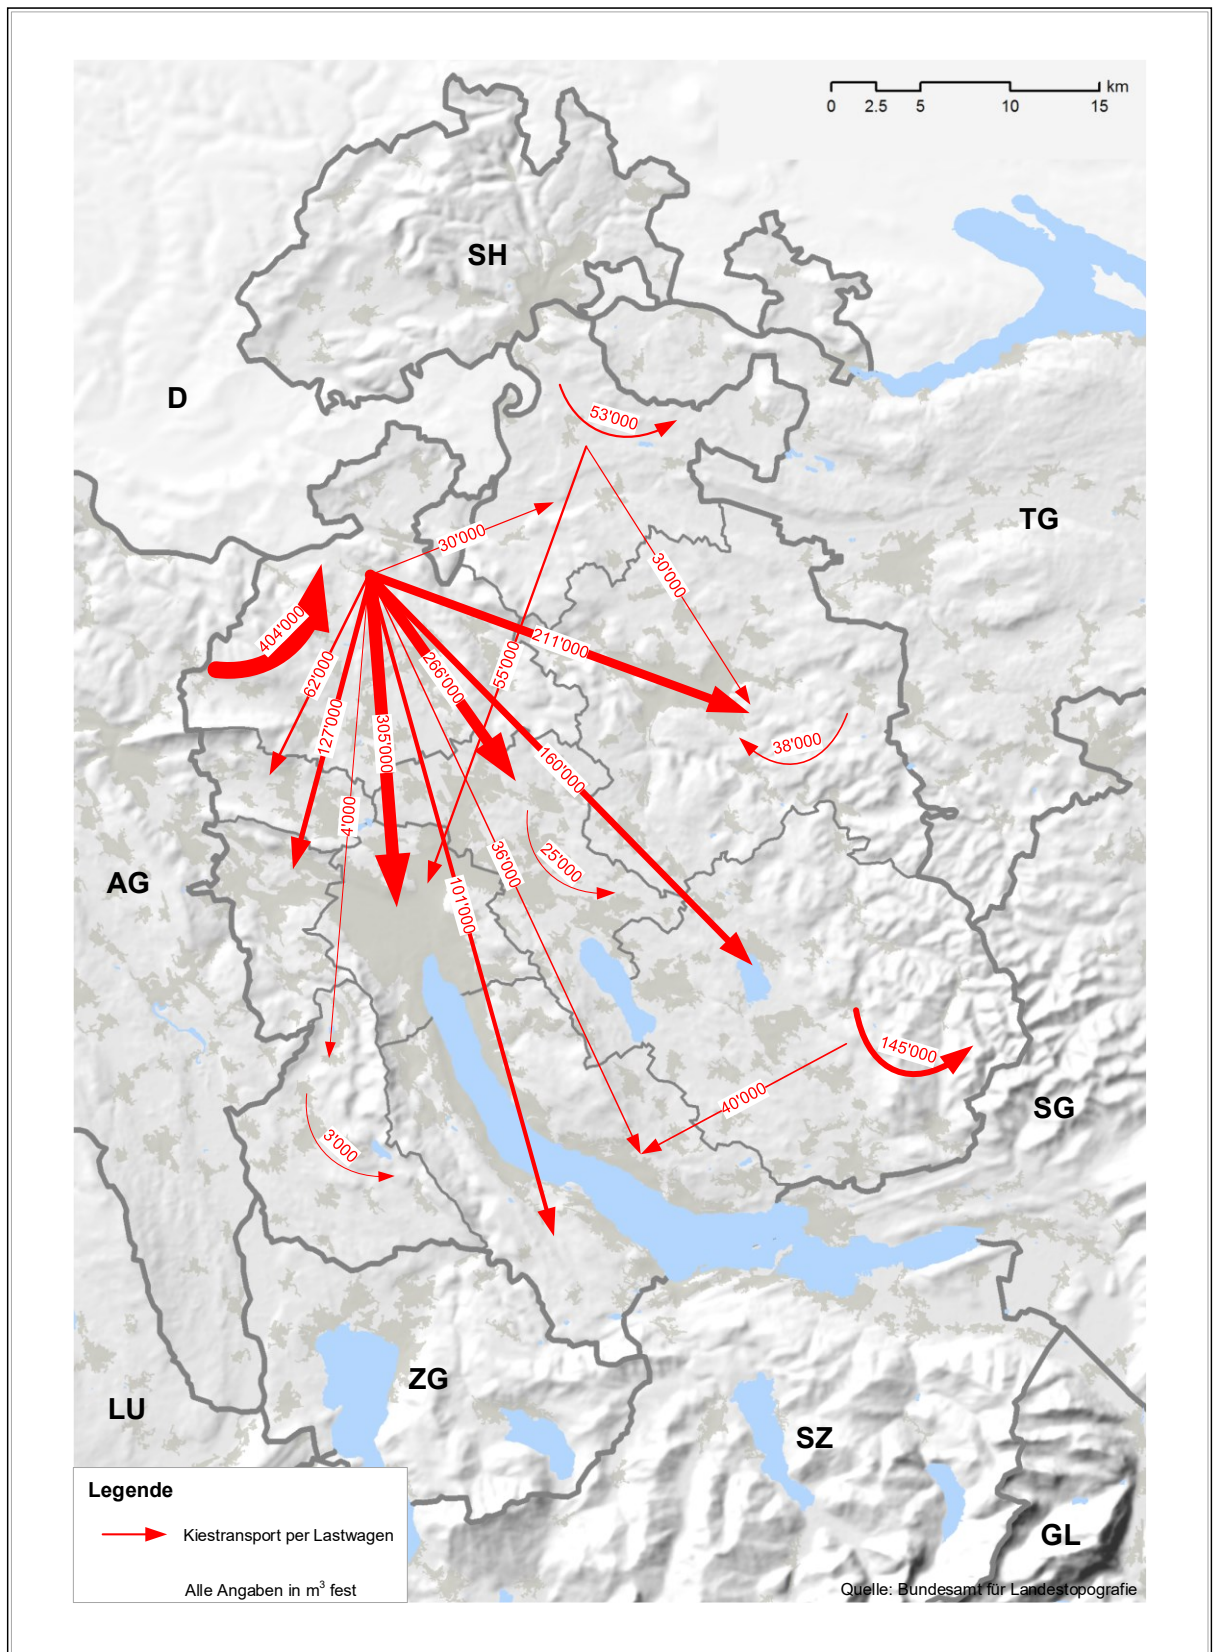 km
0 2.5 5 10 15
SH
D
53'000
TG
30'000
30'000
404'000
211'000
62'000
266'000
55'000
127'000
305'000
38'000
160'000
4'000
36'000
25'000
AG
101'000
145'000
40'000
SG
3'000
ZG
LU
SZ
Legende
Kiestransport per Lastwagen
GL
Alle Angaben in m³ fest
Quelle: Bundesamt für Landestopografie